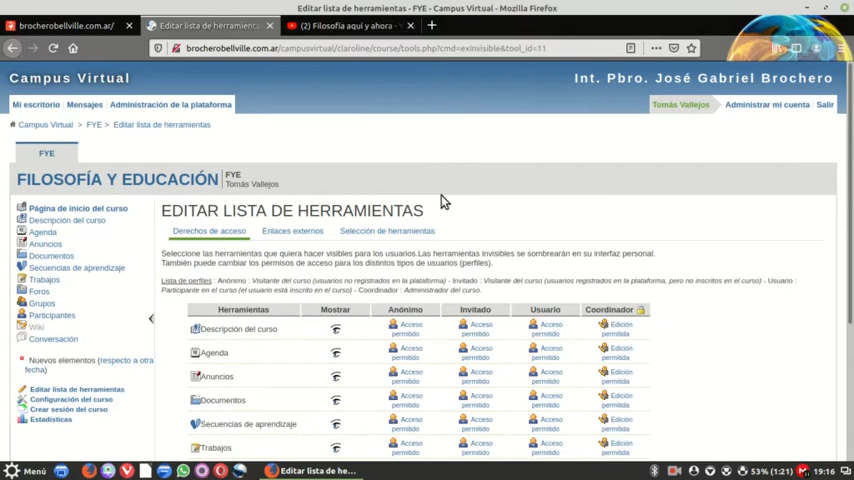 Editar lista de herramientas - FYE - Campus Virtual - Mozilla Firefox
brocherobellville.com.ar/
Editar lista de herramienta
(2) Filosofía aquí y ahora -
brocherobellville.com.ar/campusvirtual/claroline/course/tools.php?cmd=exInvisible&tool_id=11
Campus Virtual
Int. Pbro. José Gabriel Brochero
Mi escritorio Mensajes Administración de la plataforma
Tomás Vallejos Administrar mi cuenta Salir
Campus Virtual > FYE > Editar lista de herramientas
FYE
FILOSOFÍA Y EDUCACIÓN
FYE
Tomás Vallejos
Página de inicio del curso
Descripción del curso
Agenda
Anuncios
Documentos
Secuencias de aprendizaje
Trabajos
Foros
Grupos
Participantes
Wiki
Conversación
Nuevos elementos (respecto a otra
fecha)
Editar lista de herramientas
Configuración del curso
Crear sesión del curso
Estadísticas
EDITAR LISTA DE HERRAMIENTAS
Derechos de acceso Enlaces externos Selección de herramientas
Seleccione las herramientas que quiera hacer visibles para los usuarios.Las herramientas invisibles se sombrearán en su interfaz personal.
También puede cambiar los permisos de acceso para los distintos tipos de usuarios (perfiles).
Lista de perfiles : Anónimo : Visitante del curso (usuarios no registrados en la plataforma) - Invitado : Visitante del curso (usuarios registrados en la plataforma, pero no inscritos en el curso) - Usuario :
Participante en el curso (el usuario está inscrito en el curso) - Coordinador : Administrador del curso.
Herramientas Mostrar Anónimo Invitado Usuario Coordinador
Descripción del curso Acceso permitido Acceso permitido Acceso permitido Edición permitida
Agenda Acceso permitido Acceso permitido Acceso permitido Edición permitida
Anuncios Acceso permitido Acceso permitido Acceso permitido Edición permitida
Documentos Acceso permitido Acceso permitido Acceso permitido Edición permitida
Secuencias de aprendizaje Acceso permitido Acceso permitido Acceso permitido Edición permitida
Trabajos Acceso permitido Acceso permitido Acceso permitido Edición permitida
Menú
Editar lista de he...
53% (1:21)
19:16